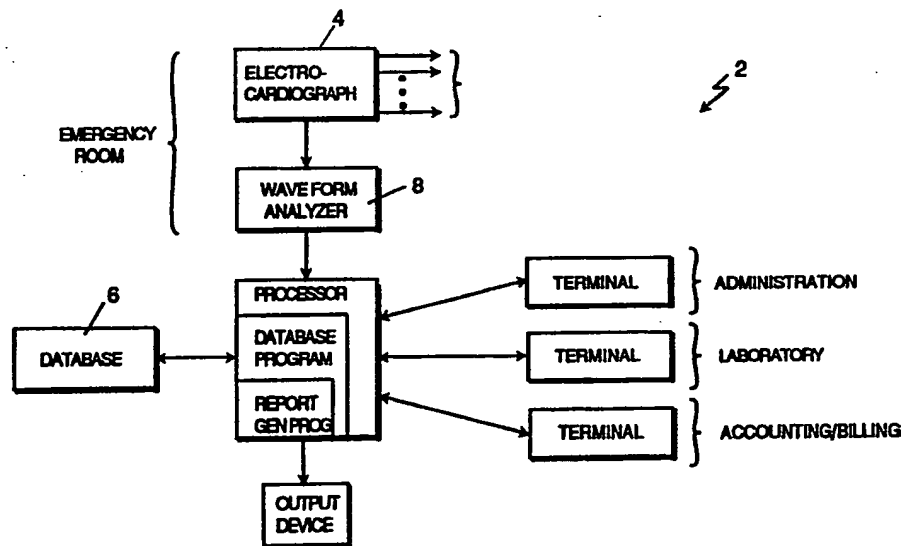 4
ELECTRO-
CARDIOGRAPH
2
EMERGENCY
ROOM
WAVE FORM
ANALYZER
8
PROCESSOR
DATABASE
PROGRAM
REPORT
GEN PROG
6
DATABASE
TERMINAL
ADMINISTRATION
TERMINAL
LABORATORY
TERMINAL
ACCOUNTING/BILLING
OUTPUT
DEVICE